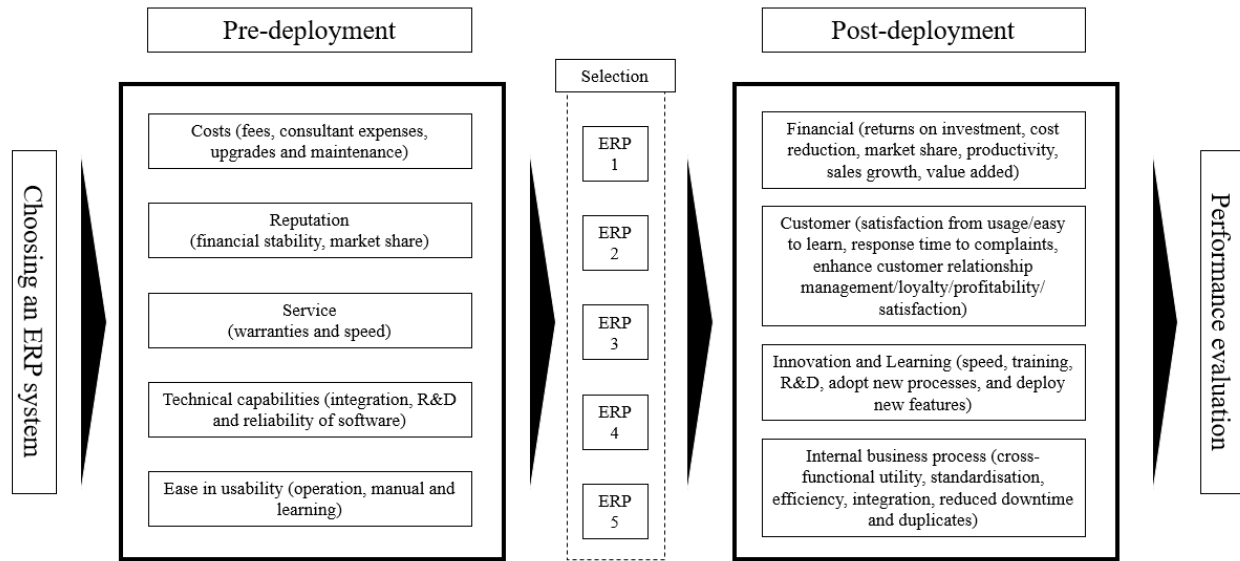 Pre-deployment
Post-deployment
Selection
Choosing an ERP system
Costs (fees, consultant expenses,
upgrades and maintenance)
Reputation
(financial stability, market share)
Service
(warranties and speed)
Technical capabilities (integration, R&D
and reliability of software)
Ease in usability (operation, manual and
learning)
ERP
1
ERP
2
ERP
3
ERP
4
ERP
5
Financial (returns on investment, cost
reduction, market share, productivity,
sales growth, value added)
Customer (satisfaction from usage/easy
to learn, response time to complaints,
enhance customer relationship
management/loyalty/profitability/
satisfaction)
Innovation and Learning (speed, training,
R&D, adopt new processes, and deploy
new features)
Internal business process (cross-
functional utility, standardisation,
efficiency, integration, reduced downtime
and duplicates)
Performance evaluation